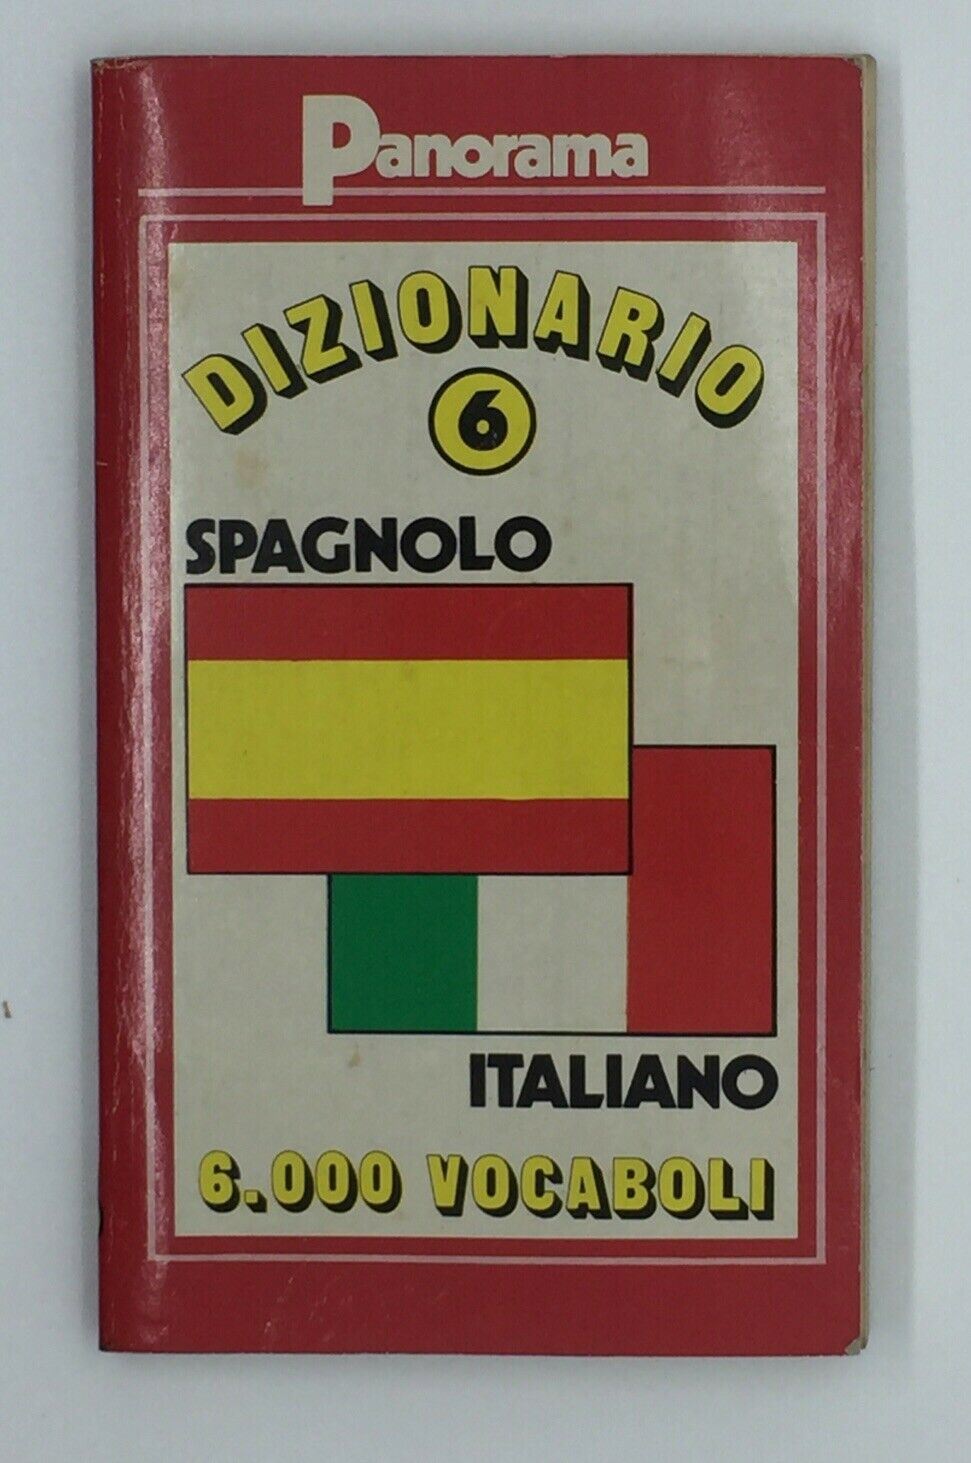 Panorama
DIZIONARIO
6
SPAGNOLO
ITALIANO
6.000 VOCABOLI